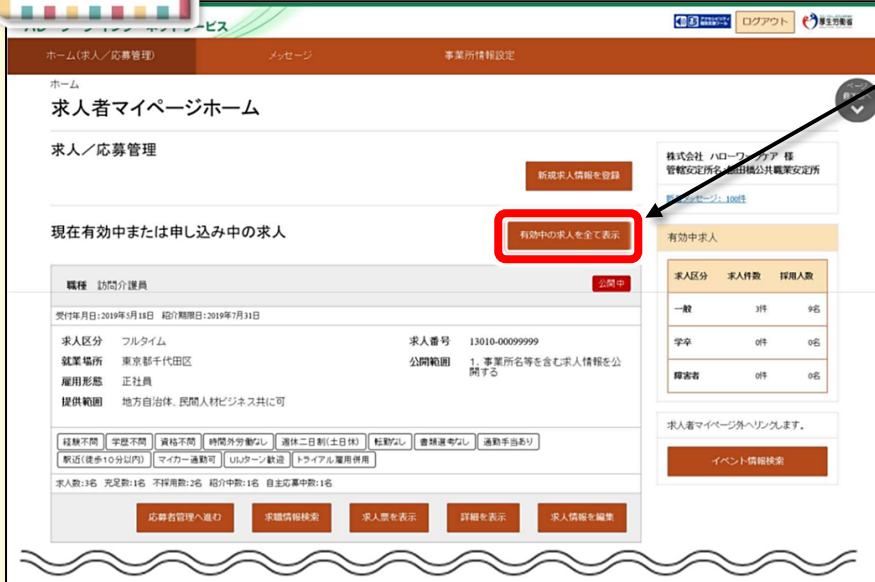 ログアウト
厚生労働省
ホーム(求人／応募管理)
メッセージ
事業所情報設定
ホーム
求人者マイページホーム
求人／応募管理
新規求人情報を登録
現在有効中または申し込み中の求人
有効中の求人を全て表示
職種 訪問介護員
公開中
受付年月日:2019年5月18日 紹介期限日:2019年7月31日
求人区分 フルタイム
求人番号 13010-00099999
就業場所 東京都千代田区
公開範囲 1．事業所名等を含む求人情報を公開する
雇用形態 正社員
提供範囲 地方自治体、民間人材ビジネス共に可
経験不問 学歴不問 資格不問 時間外労働なし 週休二日制(土日休) 転勤なし 書類選考なし 通勤手当あり
駅近(徒歩10分以内) マイカー通勤可 UIJターン歓迎 トライアル雇用併用
求人数:3名 充足数:1名 不採用数:2名 紹介中数:1名 自主応募中数:1名
応募者管理へ進む
求職情報検索
求人票を表示
詳細を表示
求人情報を編集
株式会社 ハローワークケア 様
管轄安定所名:飯田橋公共職業安定所
新着メッセージ: 100件
有効中求人
求人区分 求人件数 採用人数
一般 3件 9名
学卒 0件 0名
障害者 0件 0名
求人者マイページ外へリンクします。
イベント情報検索